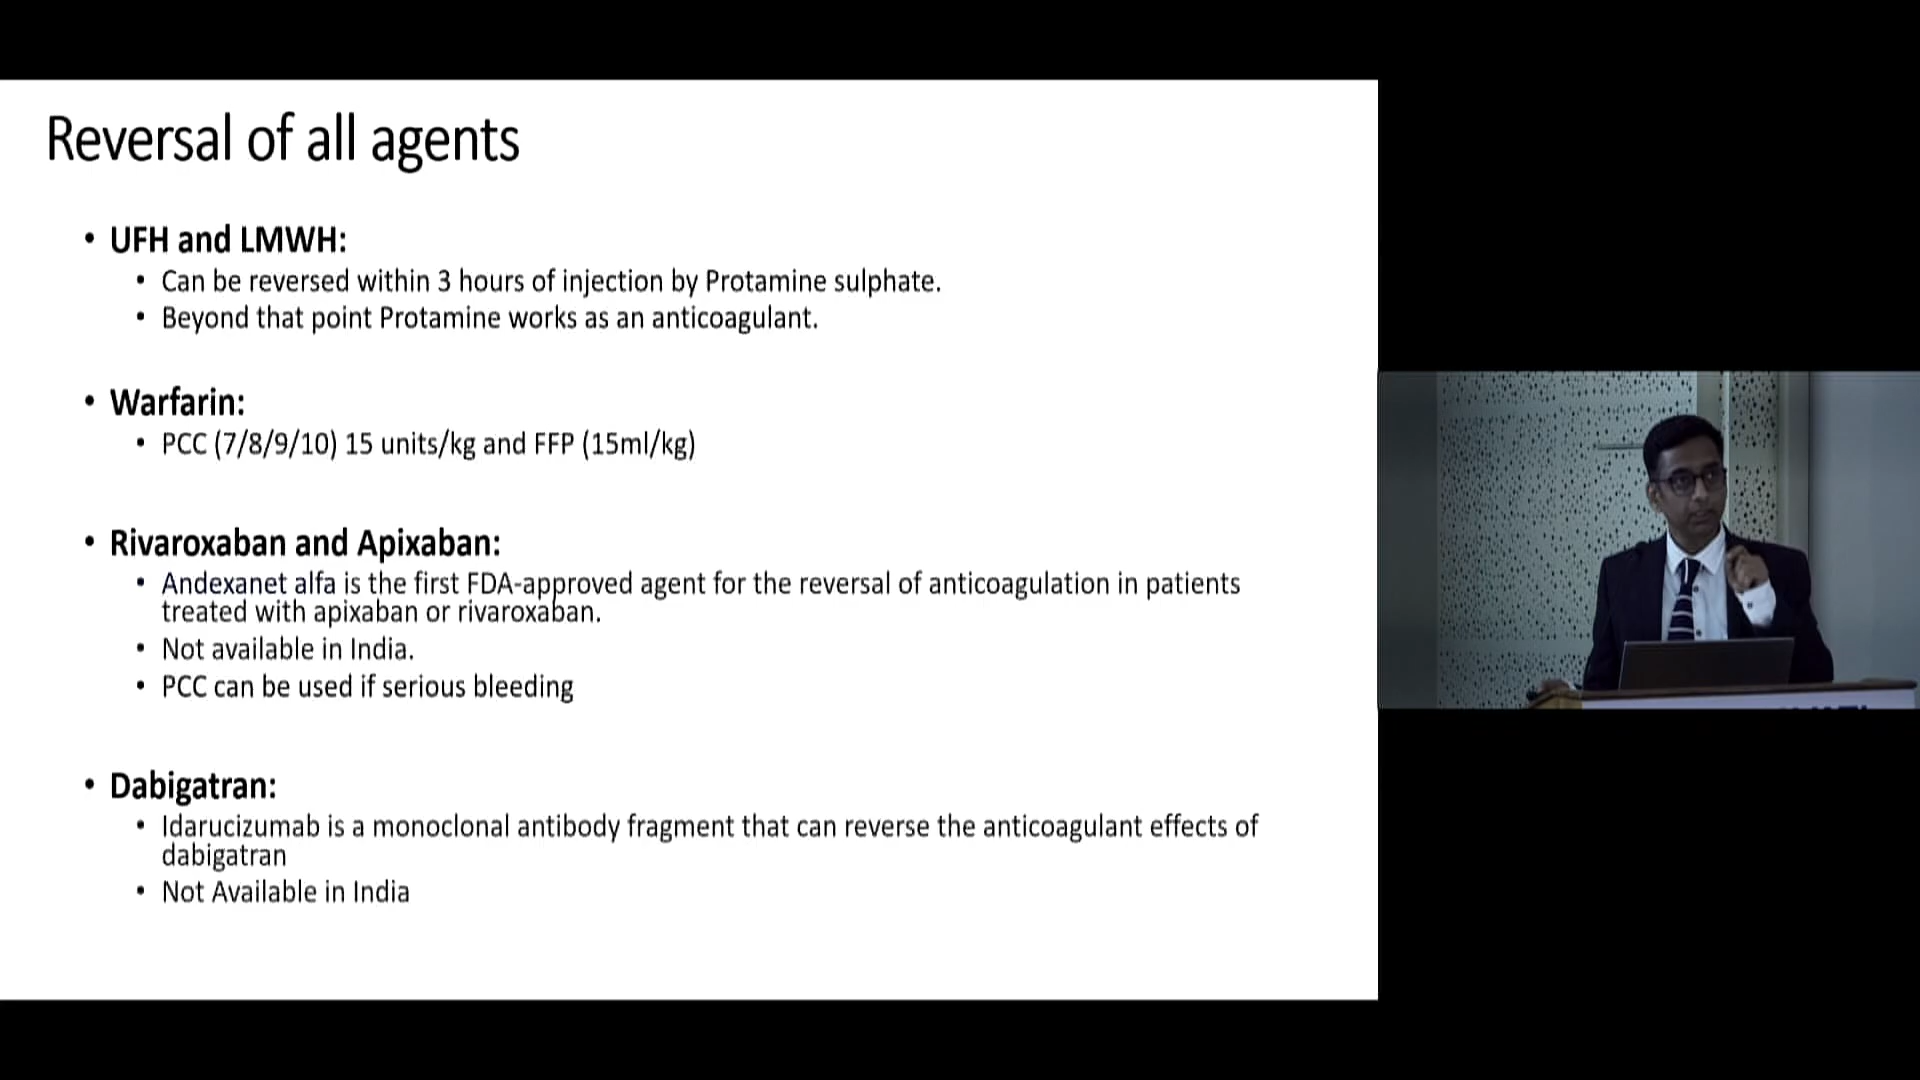 Reversal of all agents
• UFH and LMWH:
• Can be reversed within 3 hours of injection by Protamine sulphate.
• Beyond that point Protamine works as an anticoagulant.
• Warfarin:
• PCC (7/8/9/10) 15 units/kg and FFP (15ml/kg)
• Rivaroxaban and Apixaban:
• Andexanet alfa is the first FDA-approved agent for the reversal of anticoagulation in patients
treated with apixaban or rivaroxaban.
• Not available in India.
• PCC can be used if serious bleeding
• Dabigatran:
• Idarucizumab is a monoclonal antibody fragment that can reverse the anticoagulant effects of
dabigatran
• Not Available in India